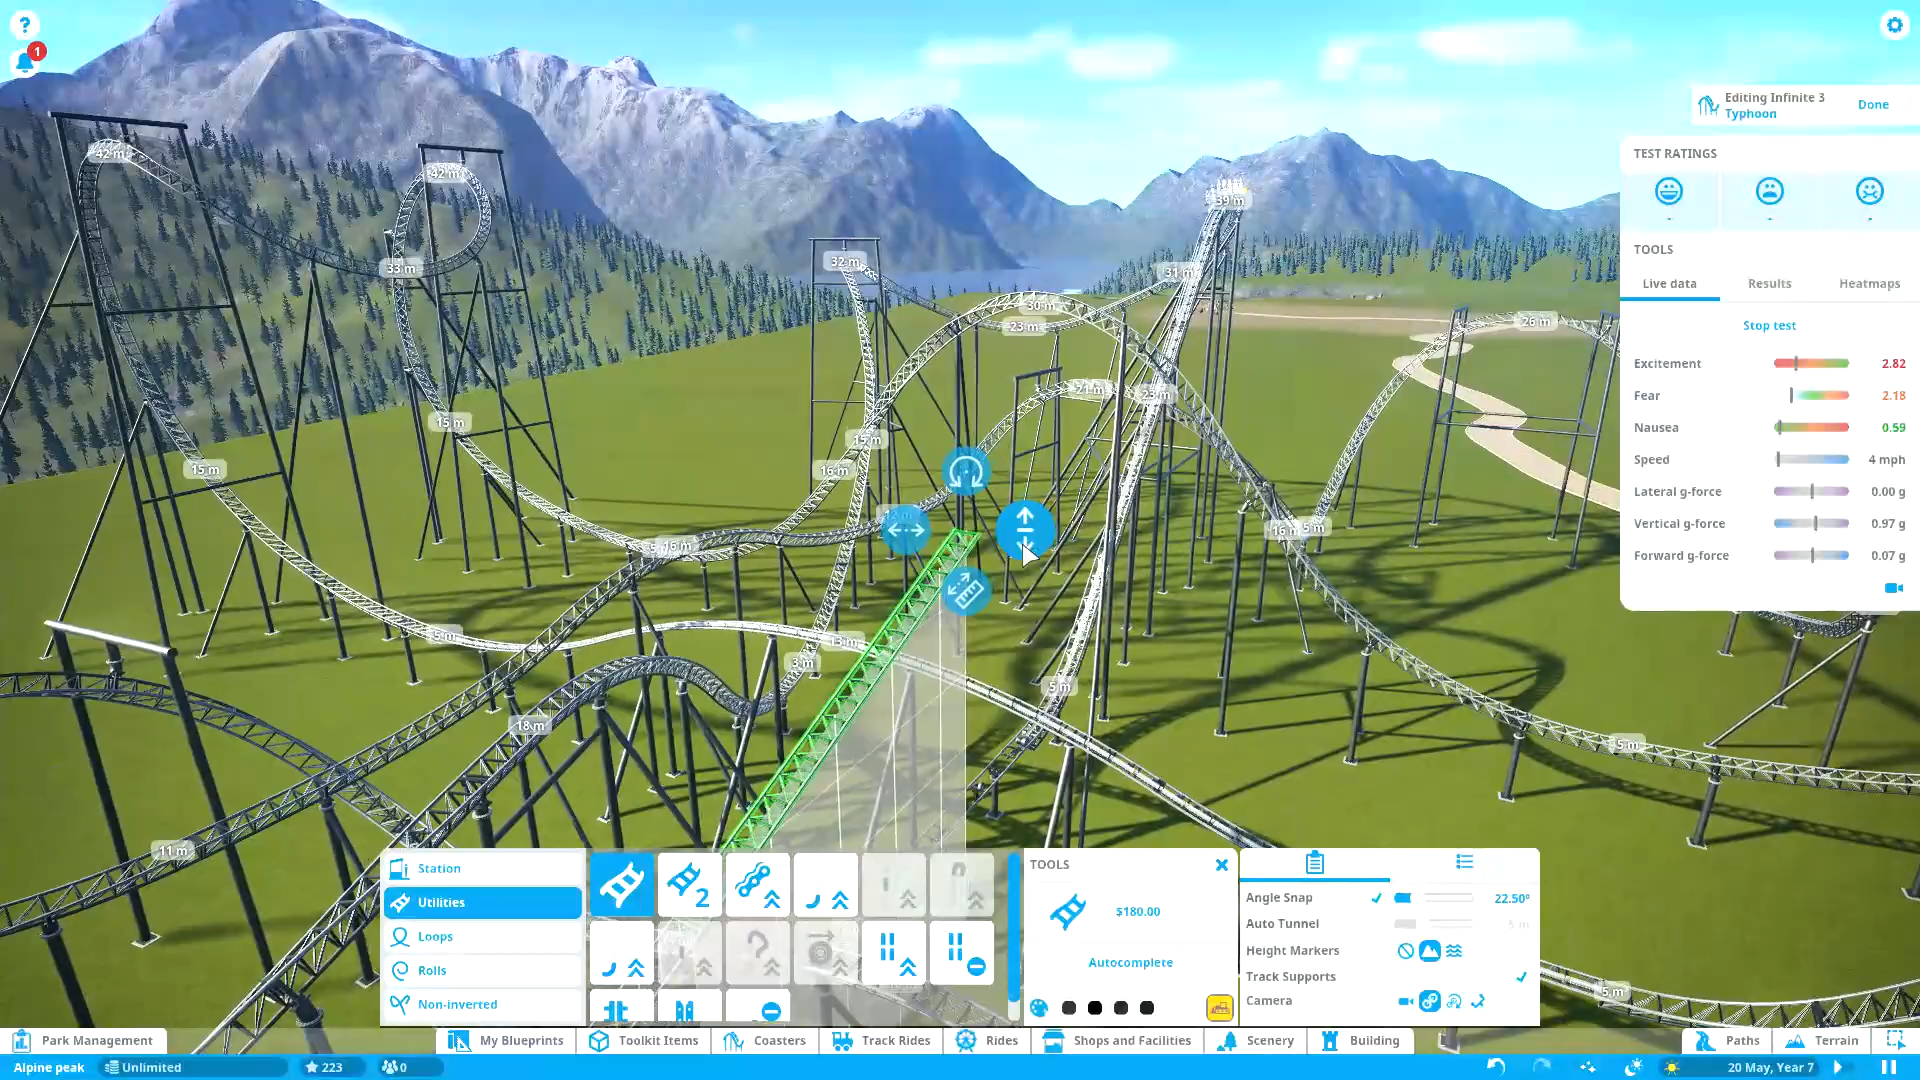 ?
1
Editing Infinite 3
Typhoon
Done
TEST RATINGS
- - -
TOOLS
Live data Results Heatmaps
Stop test
Excitement 2.82
Fear 2.18
Nausea 0.59
Speed 4 mph
Lateral g-force 0.00 g
Vertical g-force 0.97 g
Forward g-force 0.07 g
42 m
42 m
39 m
33 m
32 m
31 m
30 m
23 m
26 m
21 m
23 m
15 m
15 m
15 m
16 m
16 m
5 m
16 m
5 m
13 m
3 m
5 m
18 m
5 m
11 m
5 m
Station
Utilities
Loops
Rolls
Non-inverted
2
TOOLS
$180.00
Autocomplete
Angle Snap 22.50°
Auto Tunnel 5 m
Height Markers
Track Supports
Camera
Park Management
My Blueprints
Toolkit Items
Coasters
Track Rides
Rides
Shops and Facilities
Scenery
Building
Paths
Terrain
Alpine peak
Unlimited
223
0
20 May, Year 7